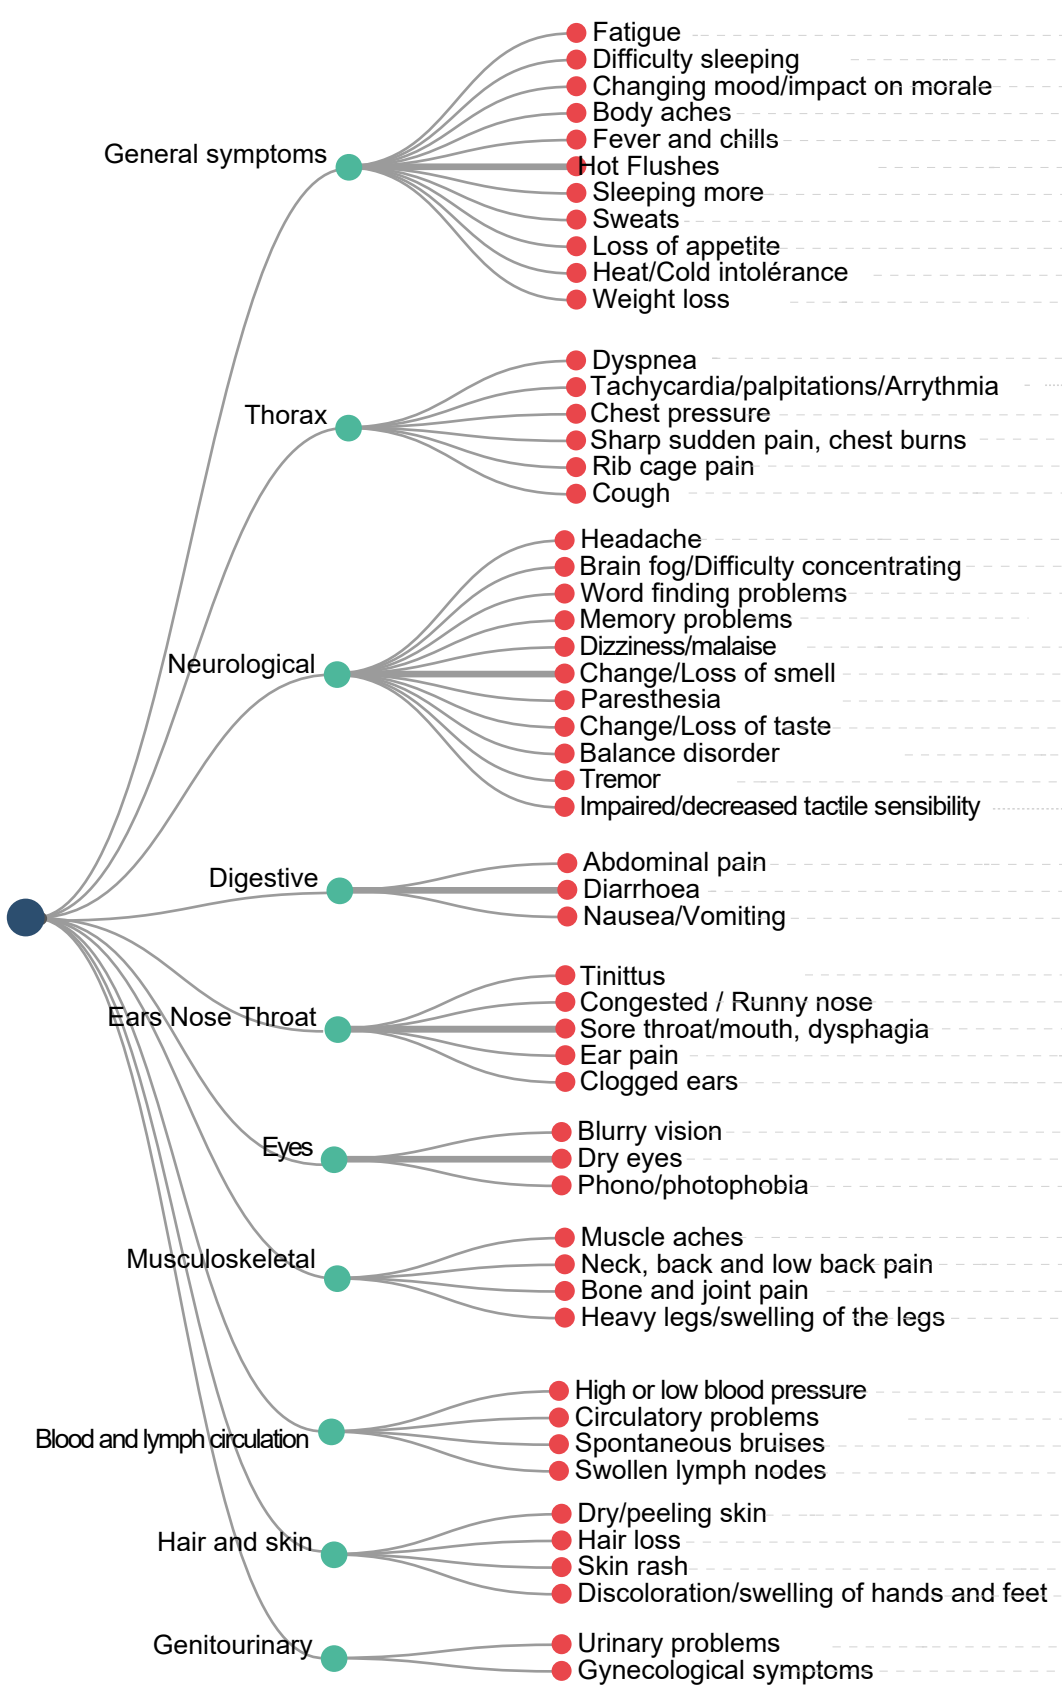 General symptoms
Fatigue
Difficulty sleeping
Changing mood/impact on morale
Body aches
Fever and chills
Hot Flushes
Sleeping more
Sweats
Loss of appetite
Heat/Cold intolérance
Weight loss
Thorax
Dyspnea
Tachycardia/palpitations/Arrythmia
Chest pressure
Sharp sudden pain, chest burns
Rib cage pain
Cough
Neurological
Headache
Brain fog/Difficulty concentrating
Word finding problems
Memory problems
Dizziness/malaise
Change/Loss of smell
Paresthesia
Change/Loss of taste
Balance disorder
Tremor
Impaired/decreased tactile sensibility
Digestive
Abdominal pain
Diarrhoea
Nausea/Vomiting
Ears Nose Throat
Tinittus
Congested / Runny nose
Sore throat/mouth, dysphagia
Ear pain
Clogged ears
Eyes
Blurry vision
Dry eyes
Phono/photophobia
Musculoskeletal
Muscle aches
Neck, back and low back pain
Bone and joint pain
Heavy legs/swelling of the legs
Blood and lymph circulation
High or low blood pressure
Circulatory problems
Spontaneous bruises
Swollen lymph nodes
Hair and skin
Dry/peeling skin
Hair loss
Skin rash
Discoloration/swelling of hands and feet
Genitourinary
Urinary problems
Gynecological symptoms